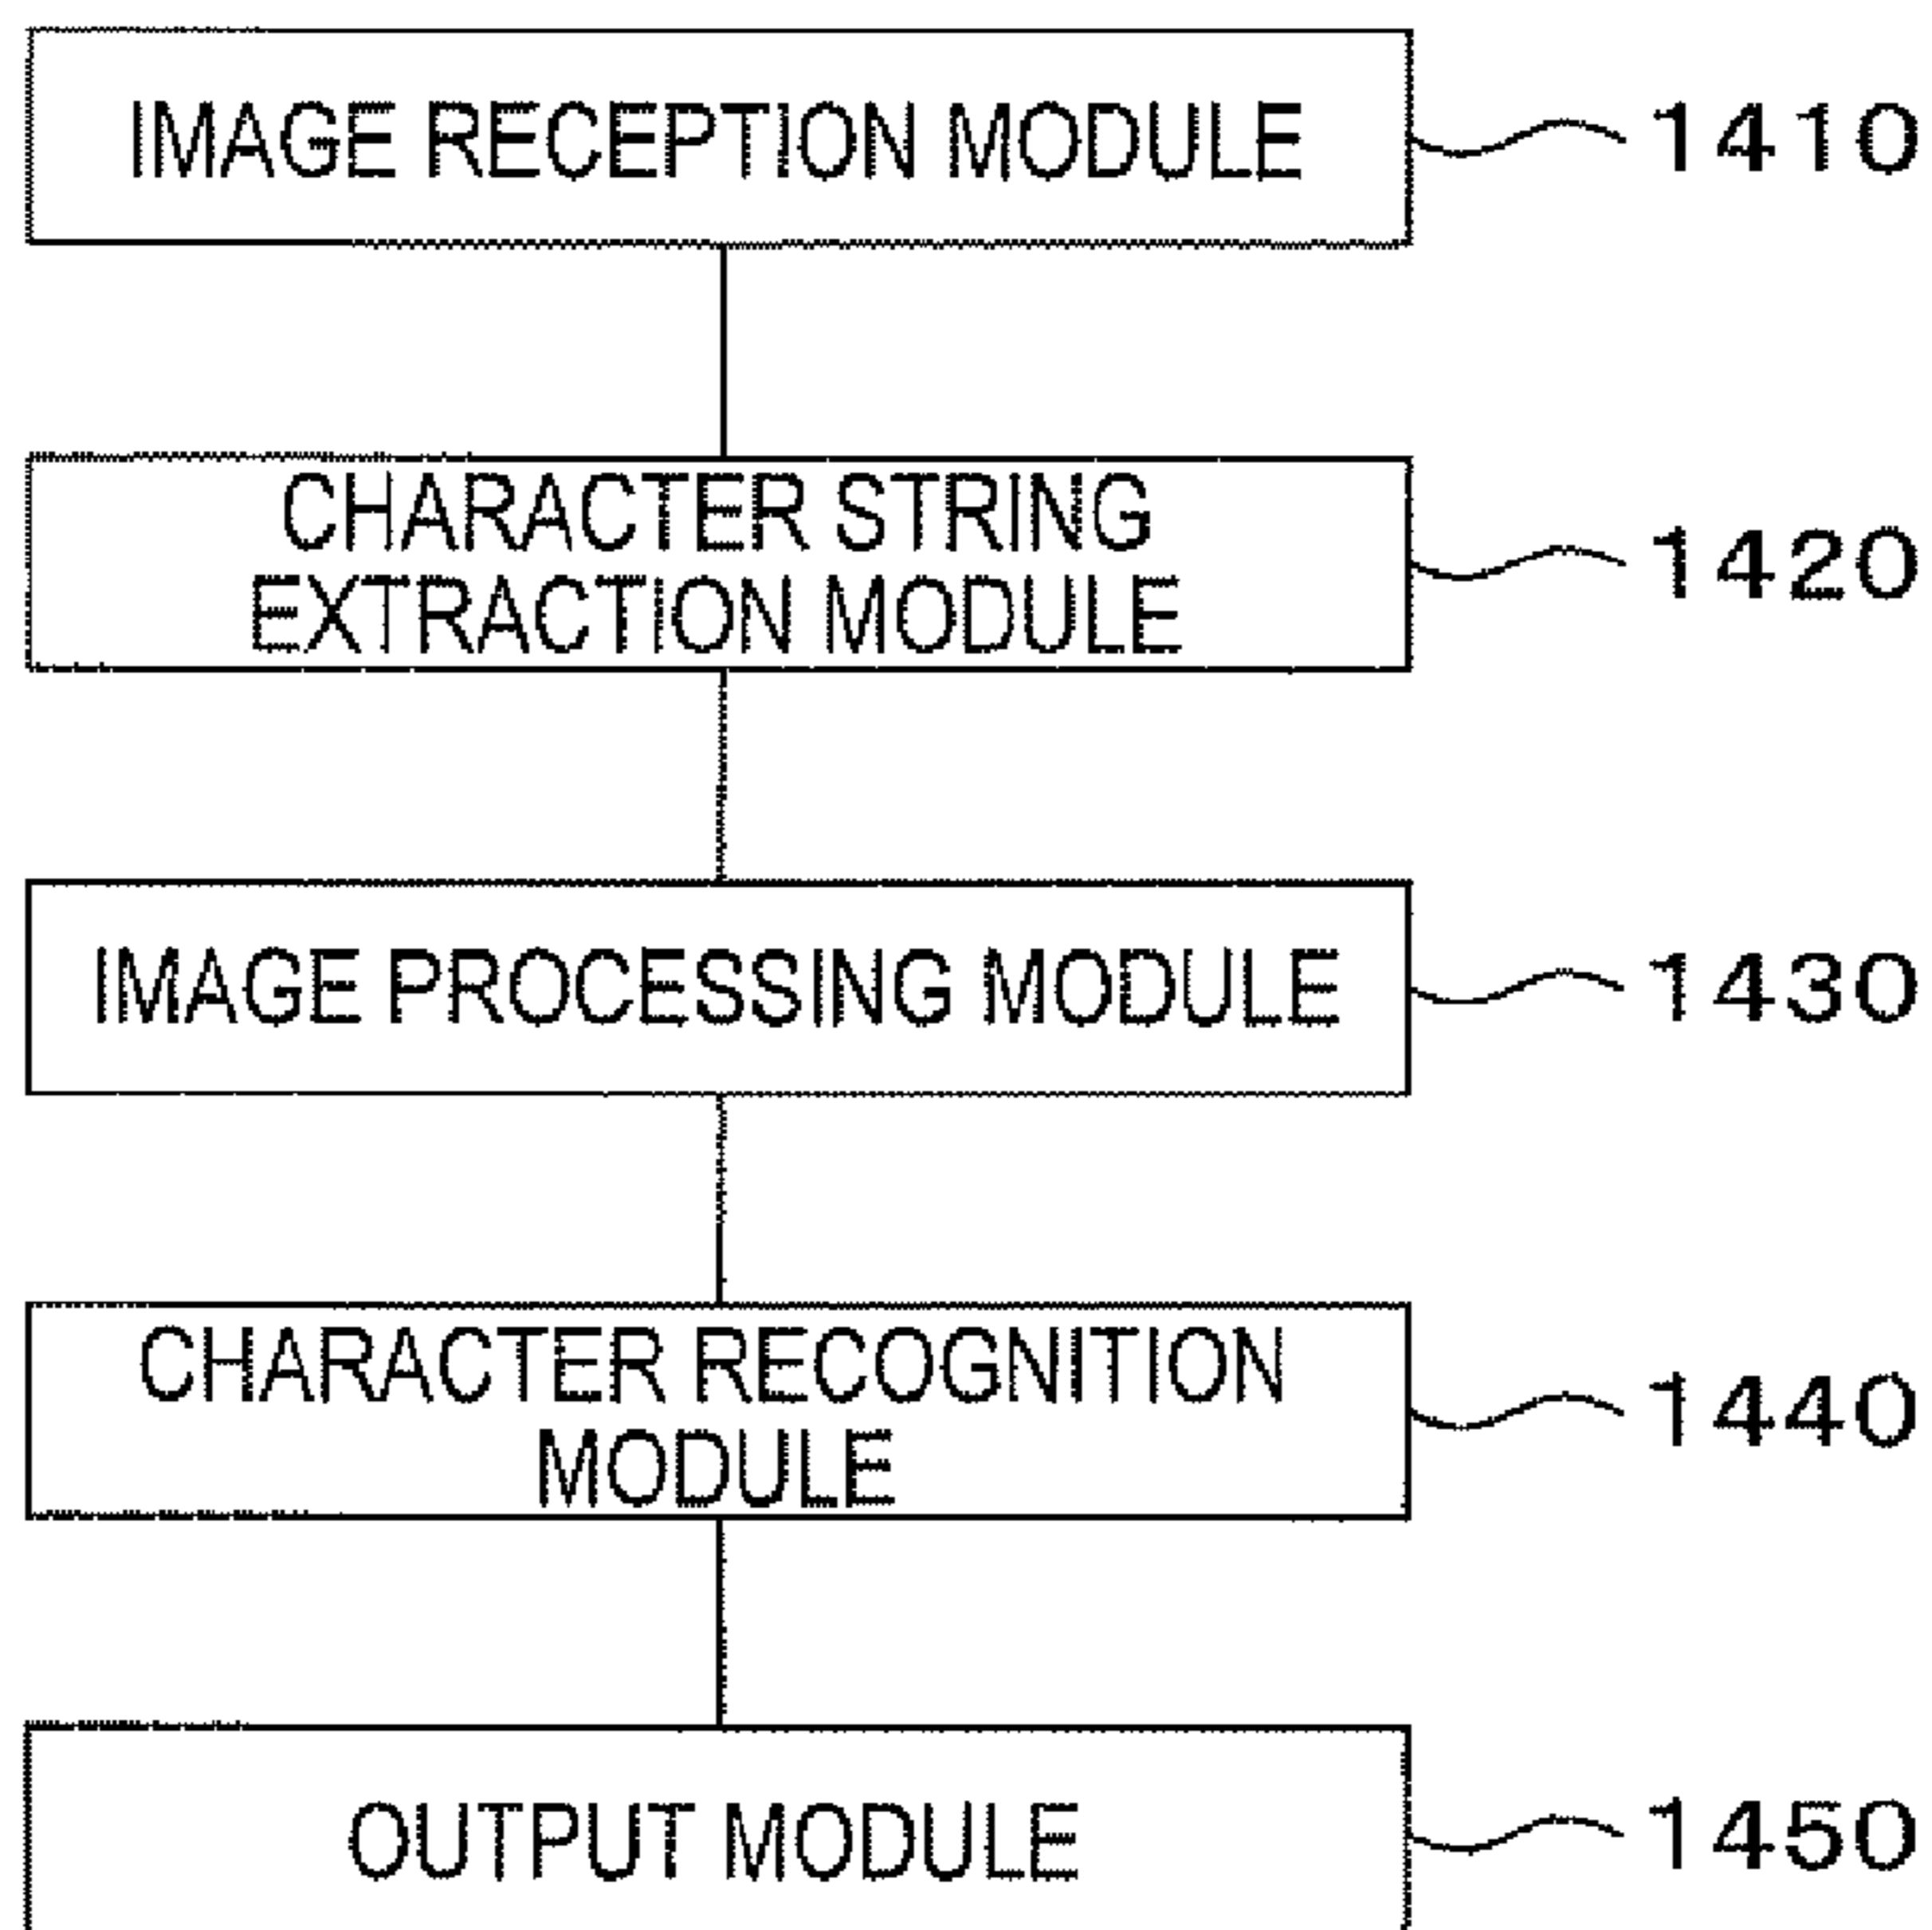 IMAGE RECEPTION MODULE 1410
CHARACTER STRING
EXTRACTION MODULE 1420
IMAGE PROCESSING MODULE 1430
CHARACTER RECOGNITION
MODULE 1440
OUTPUT MODULE 1450